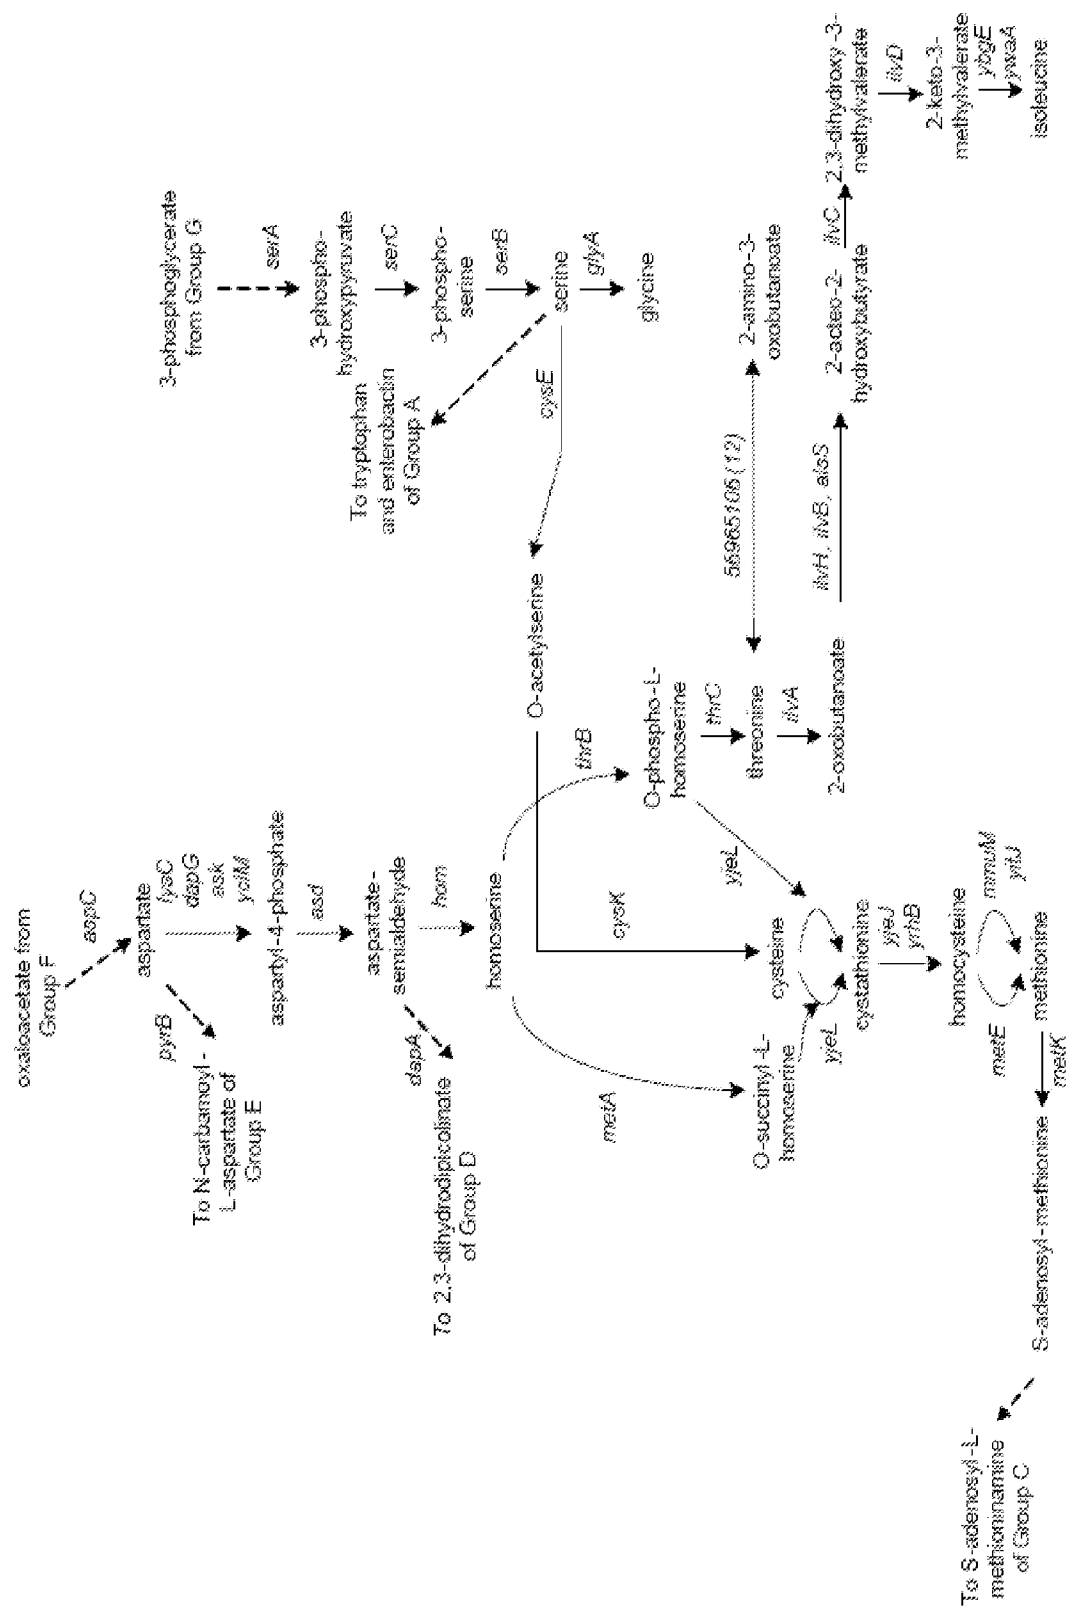 oxaloacetate from
Group F
aspC
aspartate
pyrB
To N-carbamoyl-
L-aspartate of
Group E
lysC
dapG
ask
yclM
aspartyl-4-phosphate
asd
aspartate-
semialdehyde
dapA
To 2,3-dihydrodipicolinate
of Group D
hom
homoserine
metA
thrB
3-phosphoglycerate
from Group G
serA
3-phospho-
hydroxypyruvate
serC
3-phospho-
serine
serB
serine
glyA
glycine
To tryptophan
and enterobactin
of Group A
cysE
O-acetylserine
cysK
O-succinyl-L-
homoserine
yjeL
cysteine
O-phospho-L-
homoserine
yjeL
thrC
threonine
56965106 (12)
2-amino-3-
oxobutanoate
ilvA
2-oxobutanoate
ilvH, ilvB, alsS
2-aceto-2-
hydroxybutyrate
ilvC
2,3-dihydroxy-3-
methylvalerate
ilvD
2-keto-3-
methylvalerate
ybgE
ywaA
isoleucine
cystathionine
yjeJ
yrhB
homocysteine
metE
mmuM
yitJ
methionine
metK
S-adenosyl-methionine
To S-adenosyl-L-
methioninamine
of Group C